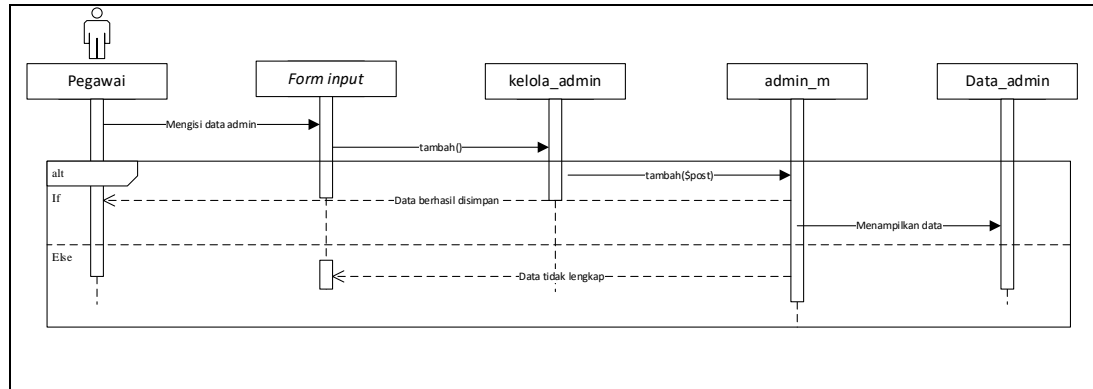 Pegawai
Form input
kelola_admin
admin_m
Data_admin
Mengisi data admin
tambah()
alt
tambah($post)
If
Data berhasil disimpan
Menampilkan data
Else
Data tidak lengkap